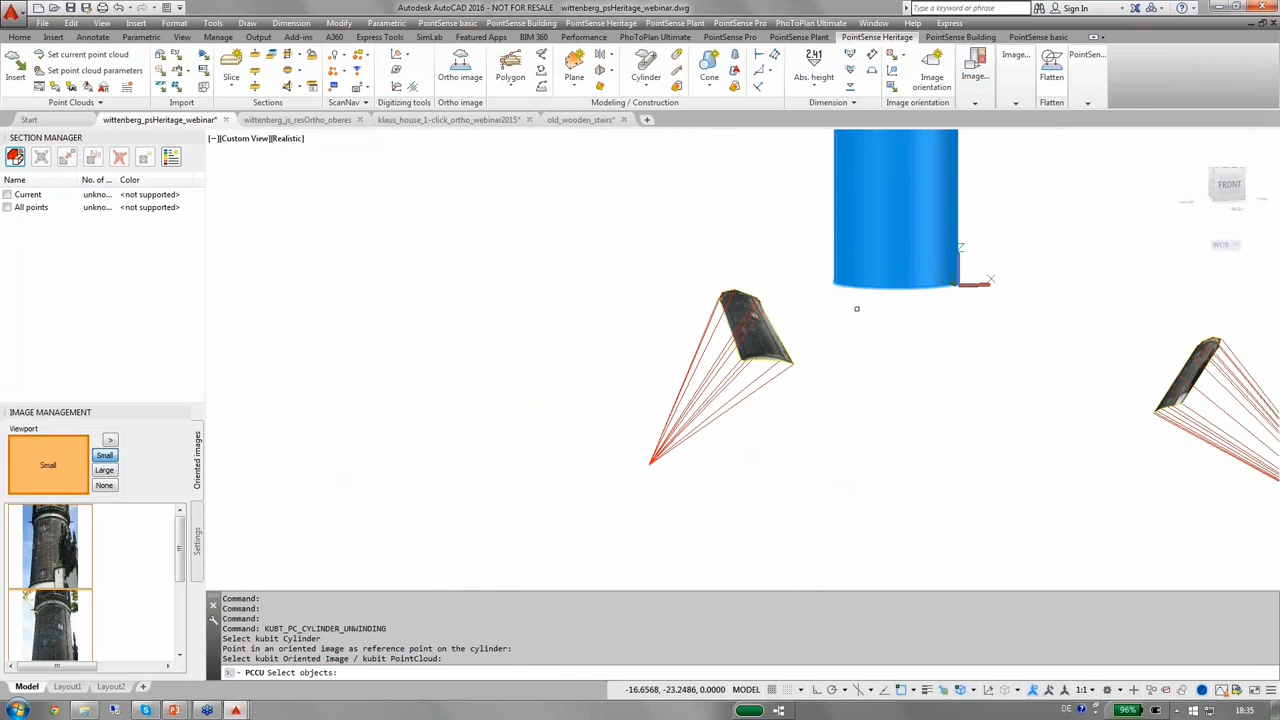 Autodesk AutoCAD 2016 - NOT FOR RESALE wittenberg_psHeritage_webinar.dwg
Type a keyword or phrase
Sign In
File Edit View Insert Format Tools Draw Dimension Modify Parametric PointSense basic PointSense Building PointSense Heritage PointSense Plant PointSense Pro PhoToPlan Ultimate Window Help Express
Home Insert Annotate Parametric View Manage Output Add-ins A360 Express Tools SimLab Featured Apps BIM 360 Performance PhoToPlan Ultimate PointSense Pro PointSense Plant PointSense Heritage PointSense Building PointSense basic
Insert
Set current point cloud
Set point cloud parameters
Slice
Ortho image
Polygon
Plane
Cylinder
Cone
2.41
Abs. height
Image orientation
Image...
Image...
Flatten
PointSen...
Point Clouds Import Sections ScanNav Digitizing tools Ortho image Modeling / Construction Dimension Image orientation Flatten
Start wittenberg_psHeritage_webinar* wittenberg_js_resOrtho_oberes klaus_house_1-click_ortho_webinar2015* old_wooden_stairs*
SECTION MANAGER
[−][Custom View][Realistic]
Name No. of ... Color
Current unkno... <not supported>
All points unkno... <not supported>
FRONT
WCS
Z
X
IMAGE MANAGEMENT
Viewport
Small
>
Small
Large
None
Oriented images
Settings
Command:
Command:
Command:
Command: KUBT_PC_CYLINDER_UNWINDING
Select kubit Cylinder
Point in an oriented image as reference point on the cylinder:
Select kubit Oriented Image / kubit PointCloud:
PCCU Select objects:
Model Layout1 Layout2 +
-16.6568, -23.2486, 0.0000 MODEL
1:1
DE
96%
18:35